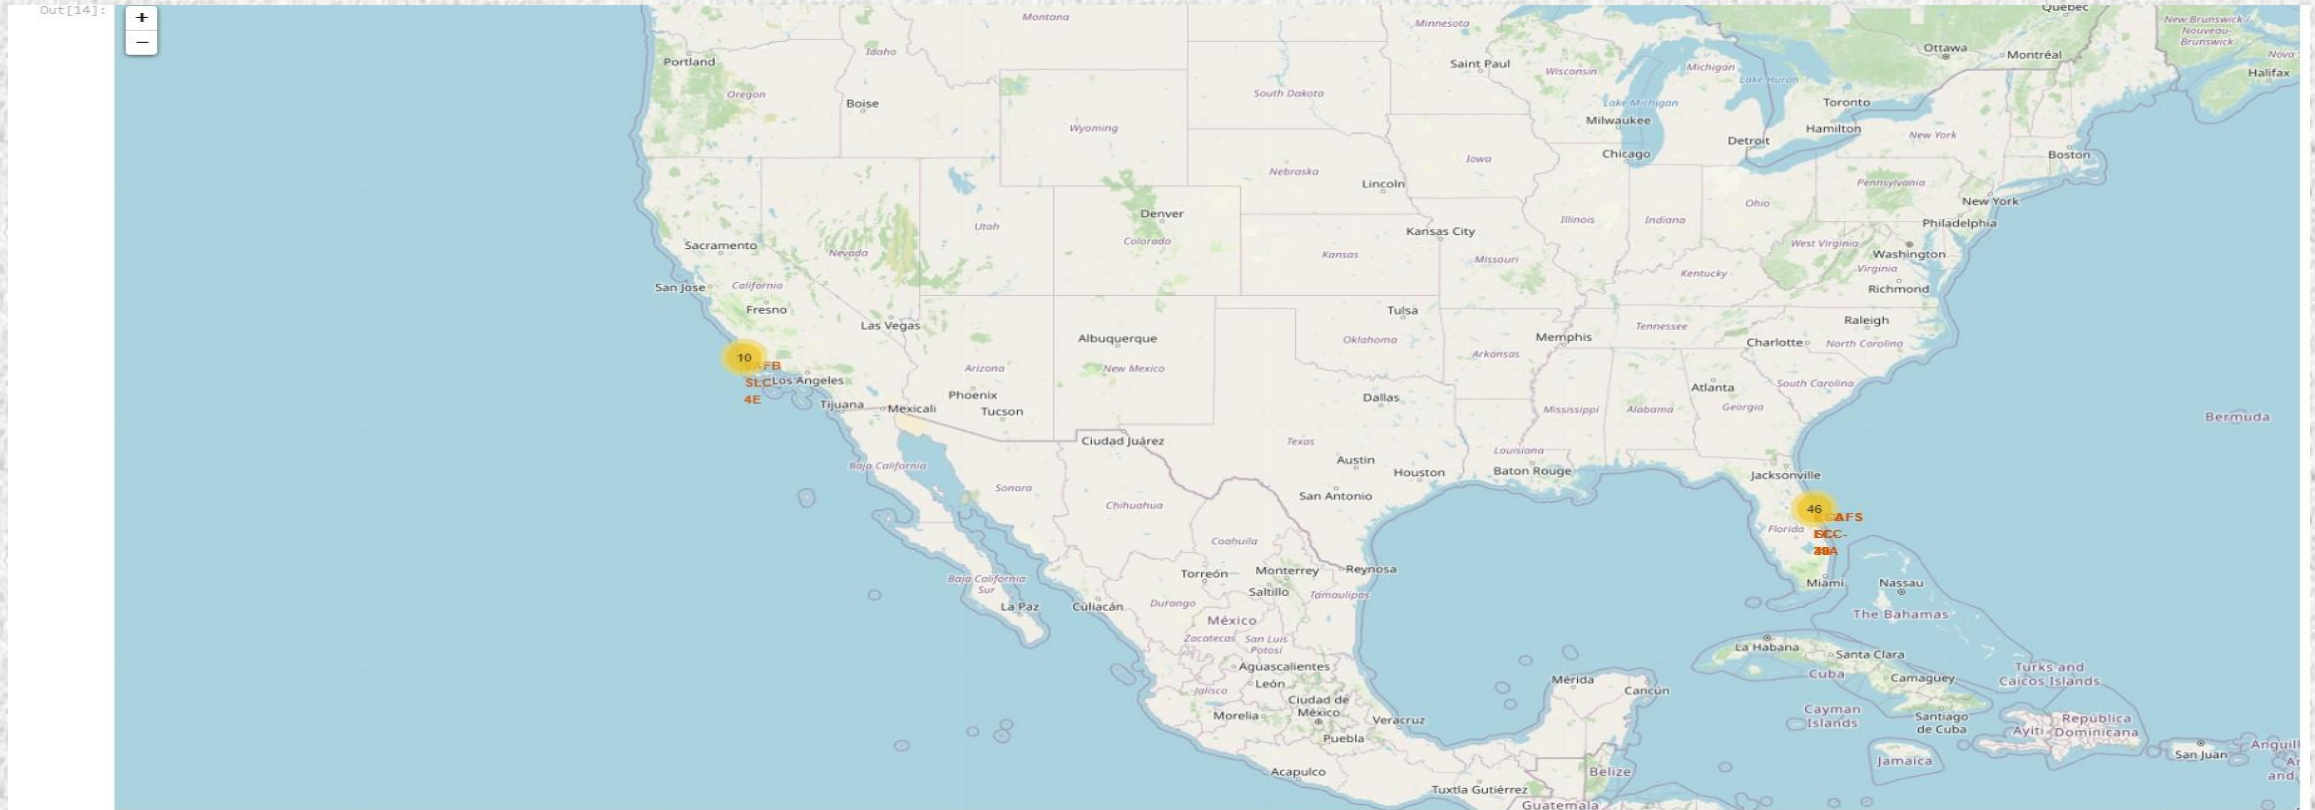 Out[14]:
+
−
Montana
Minnesota
Québec
New Brunswick
Nouveau-
Brunswick
Nova
Portland
Idaho
Saint Paul
Wisconsin
Michigan
Lake Huron
Ottawa
Montréal
Halifax
Oregon
Boise
South Dakota
Lake Michigan
Toronto
Milwaukee
Hamilton
New York
Wyoming
Detroit
Chicago
Iowa
Boston
Nebraska
Lincoln
Pennsylvania
New York
Ohio
Denver
Utah
Colorado
Illinois
Indiana
Philadelphia
Kansas City
Sacramento
Nevada
Kansas
Missouri
West Virginia
Washington
Virginia
Kentucky
San Jose
California
Richmond
Fresno
Las Vegas
Tulsa
Raleigh
Tennessee
Albuquerque
Oklahoma
Memphis
Charlotte
North Carolina
Arkansas
10
AFB
SLC
4E
Los Angeles
Arizona
New Mexico
South Carolina
Atlanta
Phoenix
Dallas
Tijuana
Mexicali
Tucson
Mississippi
Alabama
Georgia
Bermuda
Ciudad Juárez
Texas
Louisiana
Austin
Houston
Baton Rouge
Baja California
Jacksonville
Sonora
San Antonio
Chihuahua
46
AFS
Florida
Coahuila
Torreón
Monterrey
Reynosa
Saltillo
Baja California
Sur
Tamaulipas
Miami
Nassau
La Paz
Culiacán
Durango
The Bahamas
México
Zacatecas
San Luis
Potosí
La Habana
Santa Clara
Aguascalientes
Cuba
Camagüey
Turks and
Caicos Islands
León
Jalisco
Mérida
Cancún
Ciudad de
México
Morelia
Veracruz
Cayman
Islands
Santiago
de Cuba
República
Dominicana
Ayiti
Puebla
San Juan
Jamaica
Acapulco
Belize
Tuxtla Gutiérrez
Guatemala